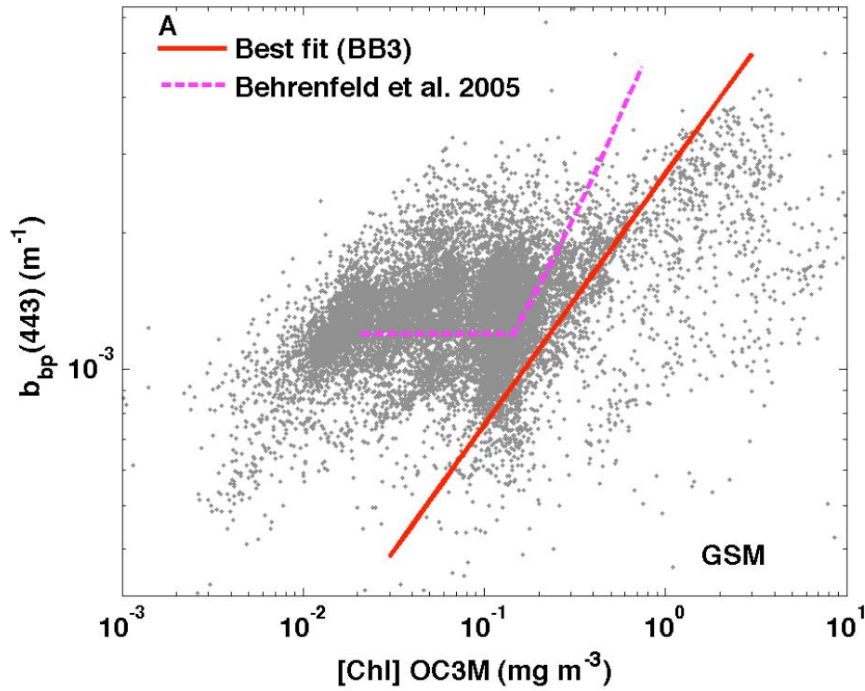 A
Best fit (BB3)
Behrenfeld et al. 2005
b_bp(443) (m^-1)
10^-3
GSM
10^-3 10^-2 10^-1 10^0 10^1
[Chl] OC3M (mg m^-3)